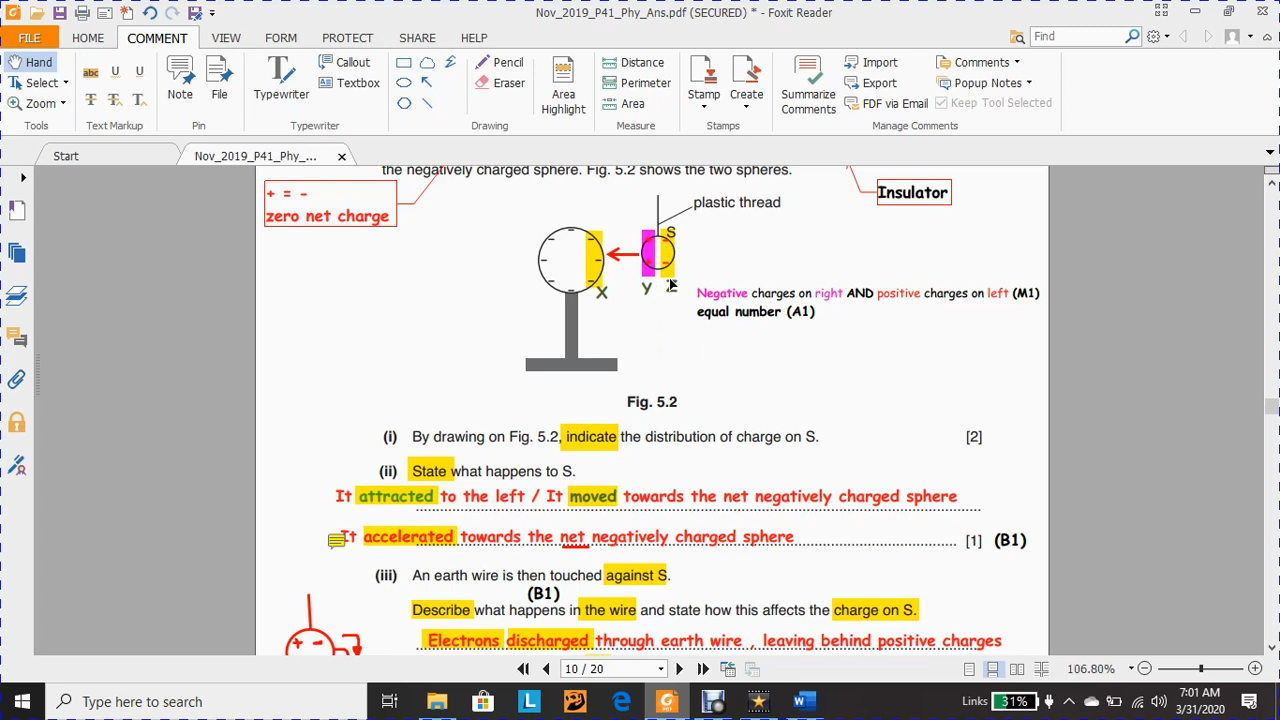 Nov_2019_P41_Phy_Ans.pdf (SECURED) * - Foxit Reader
FILE HOME COMMENT VIEW FORM PROTECT SHARE HELP
Find
Hand
Select
Zoom
Tools
abc U U
T T T
Text Markup
Note
File
Pin
Typewriter
Callout
Textbox
Typewriter
Pencil
Eraser
Drawing
Area
Highlight
Distance
Perimeter
Area
Measure
Stamp
Create
Stamps
Summarize
Comments
Import
Export
FDF via Email
Comments
Popup Notes
Keep Tool Selected
Manage Comments
Start
Nov_2019_P41_Phy_...
the negatively charged sphere. Fig. 5.2 shows the two spheres.
+ = -
zero net charge
Insulator
plastic thread
S
X
Y
Negative charges on right AND positive charges on left (M1)
equal number (A1)
Fig. 5.2
(i) By drawing on Fig. 5.2, indicate the distribution of charge on S. [2]
(ii) State what happens to S.
It attracted to the left / It moved towards the net negatively charged sphere
It accelerated towards the net negatively charged sphere [1] (B1)
(iii) An earth wire is then touched against S.
(B1)
Describe what happens in the wire and state how this affects the charge on S.
Electrons discharged through earth wire , leaving behind positive charges
+ -
10 / 20
106.80%
Type here to search
L
Links
31%
7:01 AM
3/31/2020